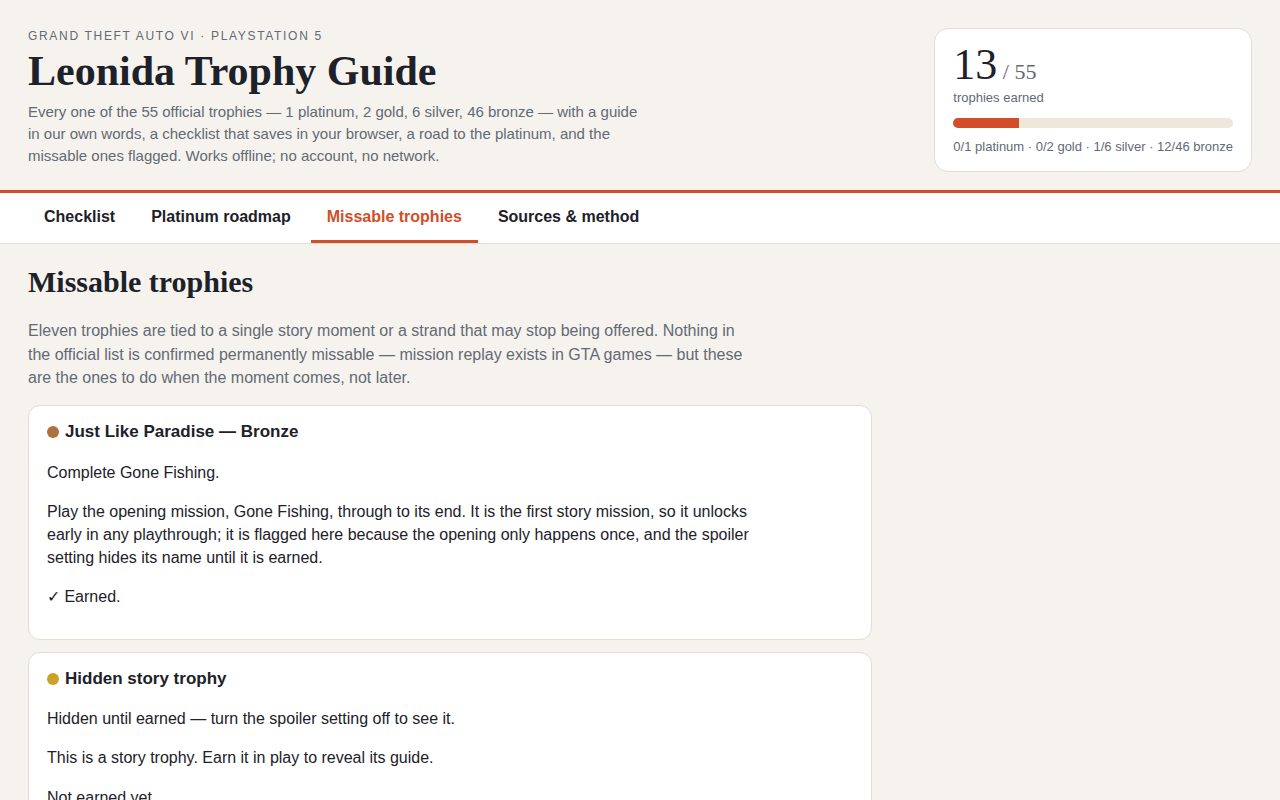 GRAND THEFT AUTO VI · PLAYSTATION 5
Leonida Trophy Guide
Every one of the 55 official trophies — 1 platinum, 2 gold, 6 silver, 46 bronze — with a guide
in our own words, a checklist that saves in your browser, a road to the platinum, and the
missable ones flagged. Works offline; no account, no network.
13 / 55
trophies earned
0/1 platinum · 0/2 gold · 1/6 silver · 12/46 bronze
Checklist
Platinum roadmap
Missable trophies
Sources & method
Missable trophies
Eleven trophies are tied to a single story moment or a strand that may stop being offered. Nothing in
the official list is confirmed permanently missable — mission replay exists in GTA games — but these
are the ones to do when the moment comes, not later.
Just Like Paradise — Bronze
Complete Gone Fishing.
Play the opening mission, Gone Fishing, through to its end. It is the first story mission, so it unlocks
early in any playthrough; it is flagged here because the opening only happens once, and the spoiler
setting hides its name until it is earned.
✓ Earned.
Hidden story trophy
Hidden until earned — turn the spoiler setting off to see it.
This is a story trophy. Earn it in play to reveal its guide.
Not earned yet